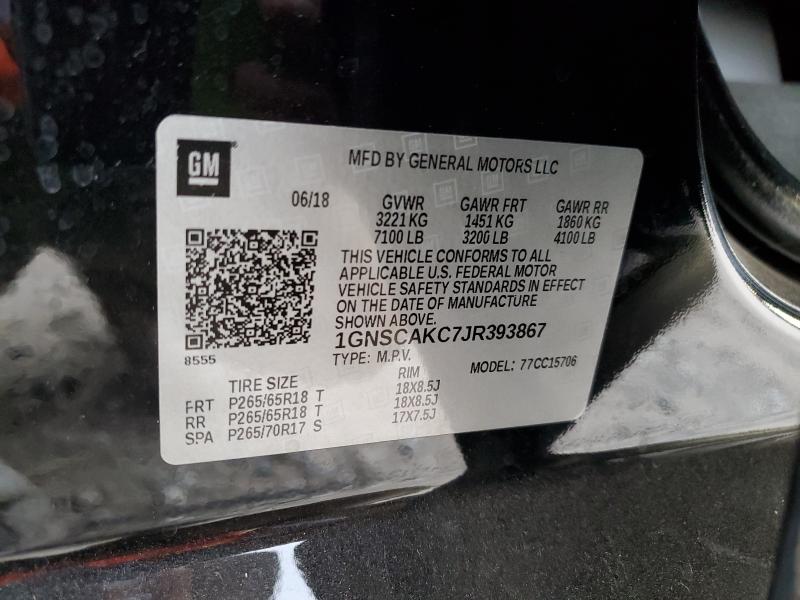 GM
MFD BY GENERAL MOTORS LLC
06/18 GVWR GAWR FRT GAWR RR
3221 KG 1451 KG 1860 KG
7100 LB 3200 LB 4100 LB
THIS VEHICLE CONFORMS TO ALL
APPLICABLE U.S. FEDERAL MOTOR
VEHICLE SAFETY STANDARDS IN EFFECT
ON THE DATE OF MANUFACTURE
SHOWN ABOVE.
1GNSCAKC7JR393867
8555 TYPE: M.P.V. MODEL: 77CC15706
TIRE SIZE RIM
FRT P265/65R18 T 18X8.5J
RR P265/65R18 T 18X8.5J
SPA P265/70R17 S 17X7.5J